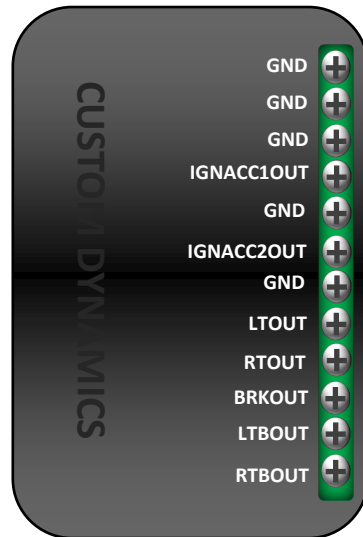 CUSTOM DYNAMICS
GND
GND
GND
IGNACC1OUT
GND
IGNACC2OUT
GND
LTOUT
RTOUT
BRKOUT
LTBOUT
RTBOUT